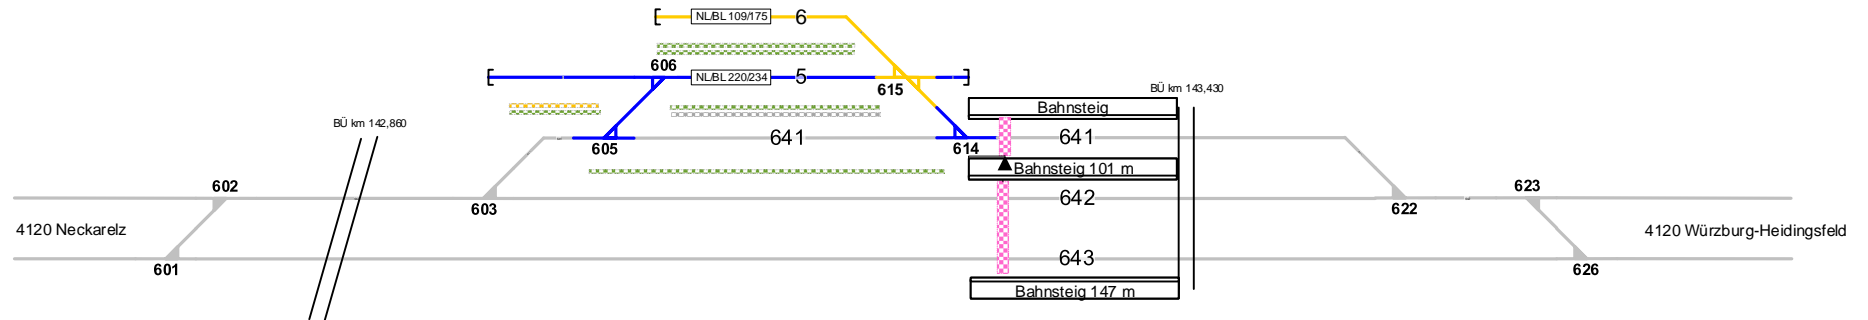 NL/BL 109/175 6
606
NL/BL 220/234 5
615
BÜ km 143,430
Bahnsteig
BÜ km 142,860
641 641
605 614
Bahnsteig 101 m
602 623
642
603 622
4120 Neckarelz 4120 Würzburg-Heidingsfeld
643
601 626
Bahnsteig 147 m